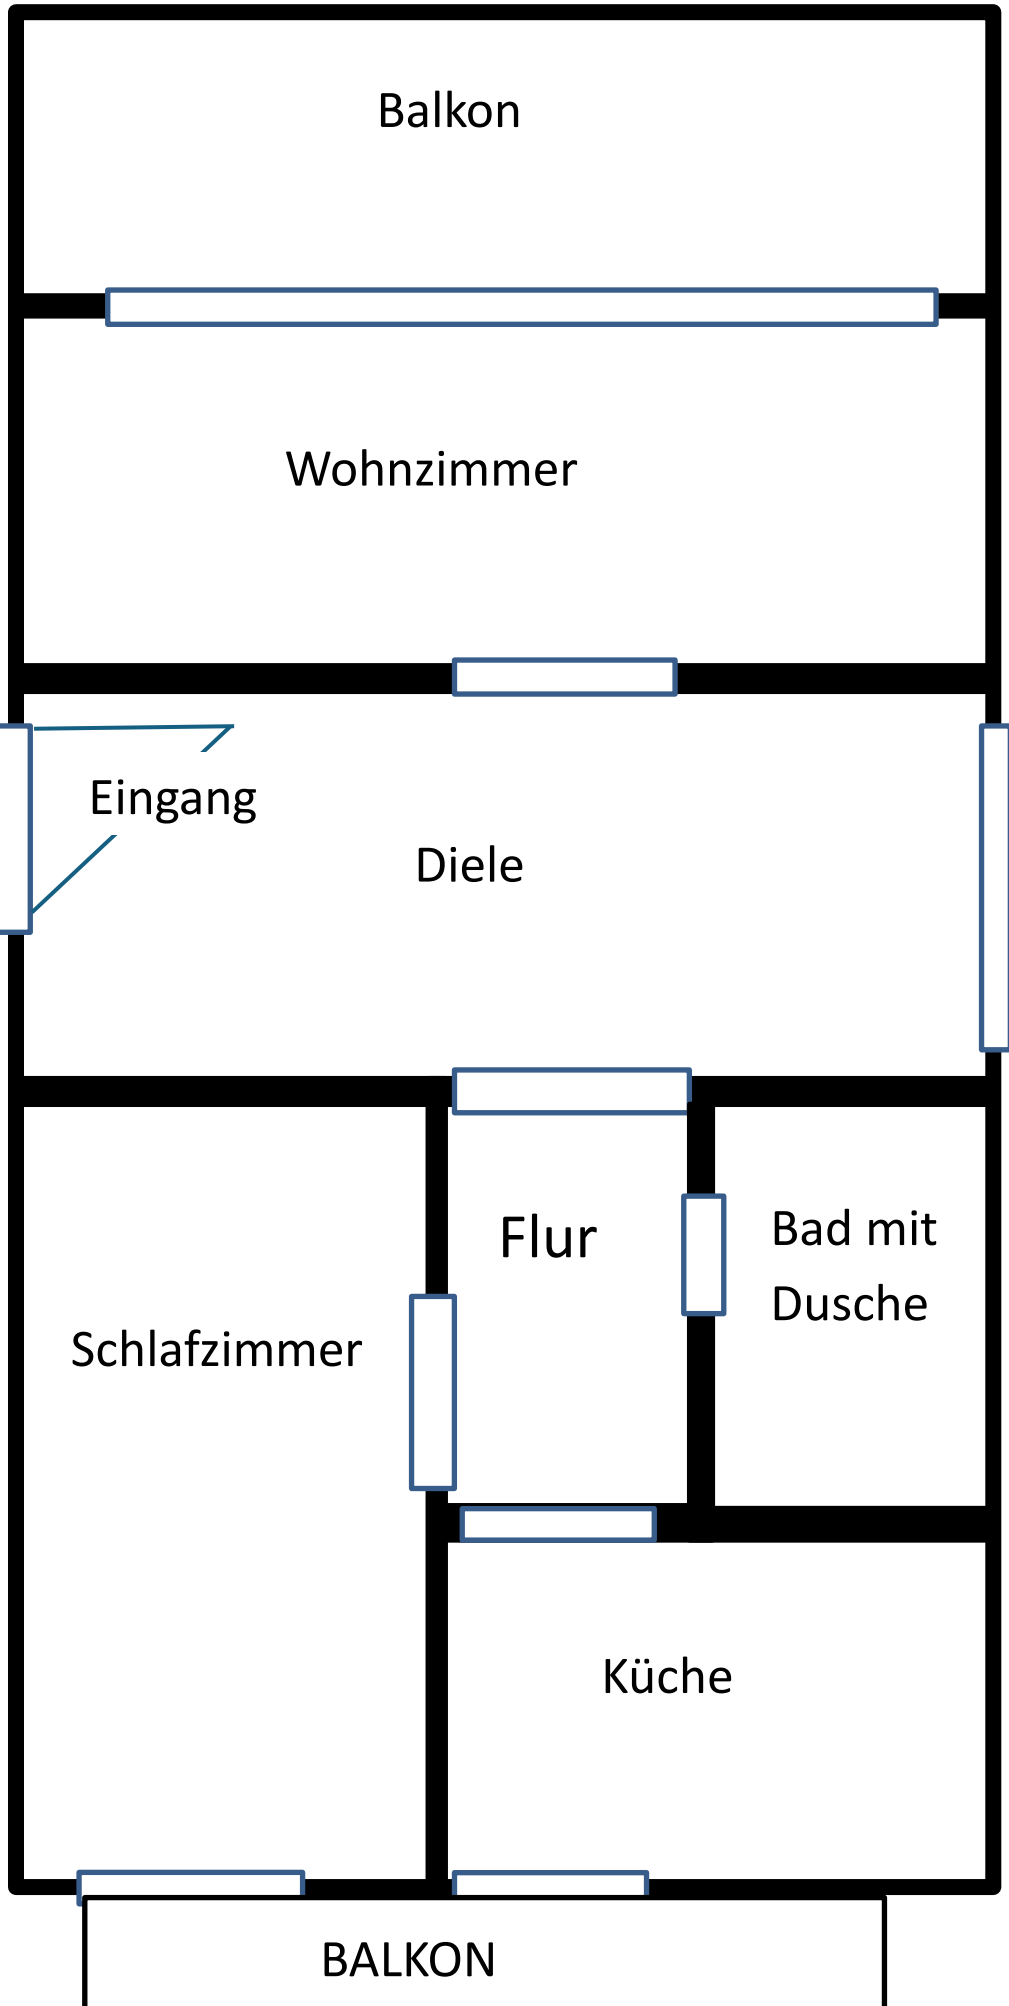 Balkon
Wohnzimmer
Eingang
Diele
Flur
Bad mit
Dusche
Schlafzimmer
Küche
BALKON